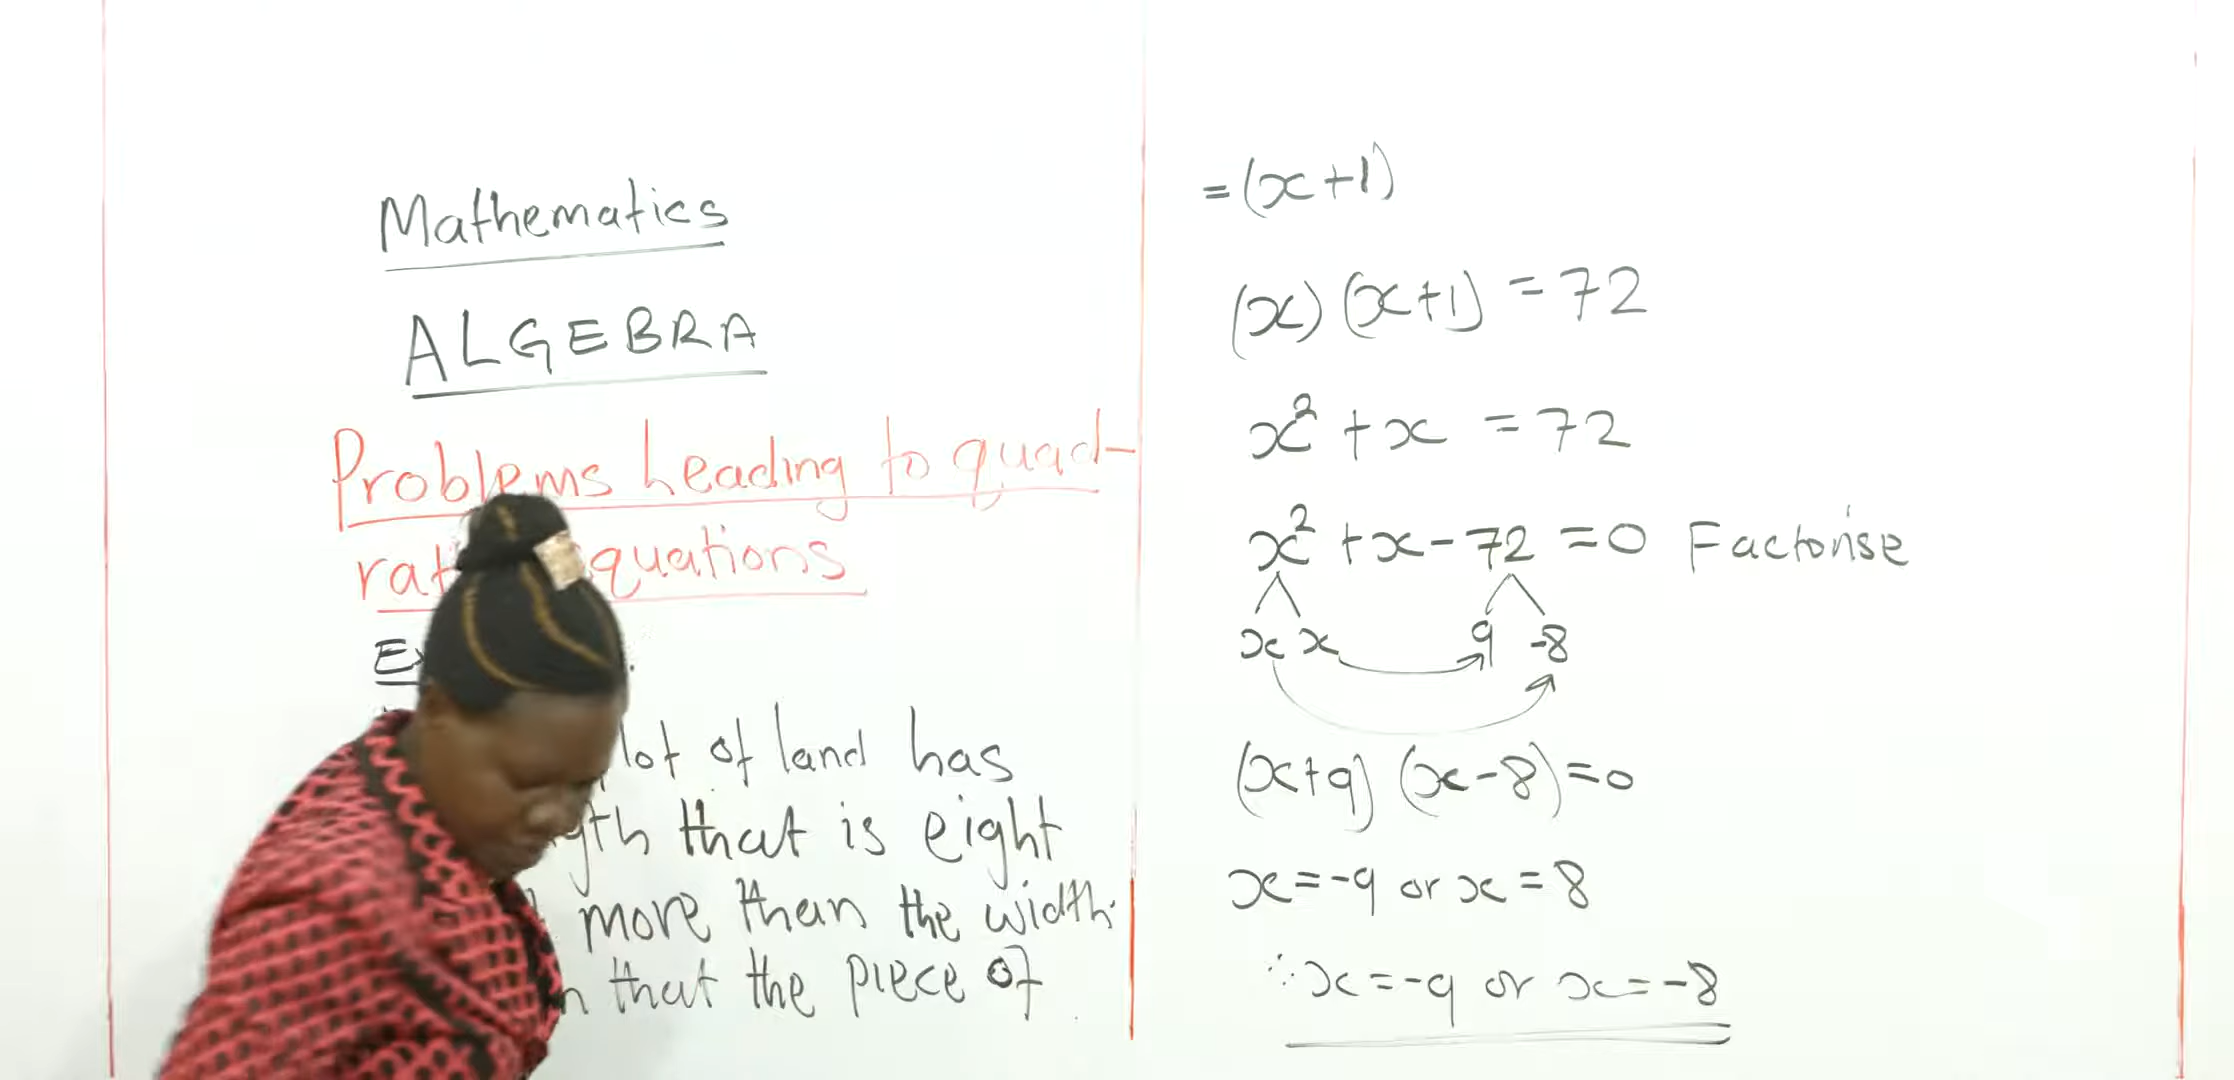 Mathematics
ALGEBRA
Problems leading to quad-
quations
lot of land has
that is eight
more than the width.
that the piece of
=(x+1)
(x)(x+1) = 72
x² + x = 72
x² + x - 72 = 0 Factorise
x x 9 -8
(x+9)(x-8)=0
x=-9 or x=8
∴x=-9 or x=-8